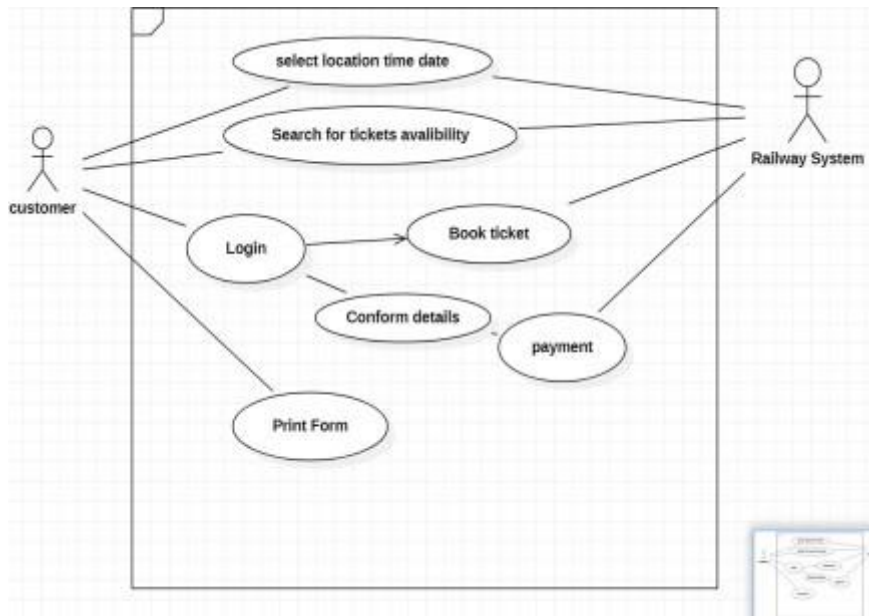 select location time date
Search for tickets avalibility
Railway System
customer
Login
Book ticket
Conform details
payment
Print Form